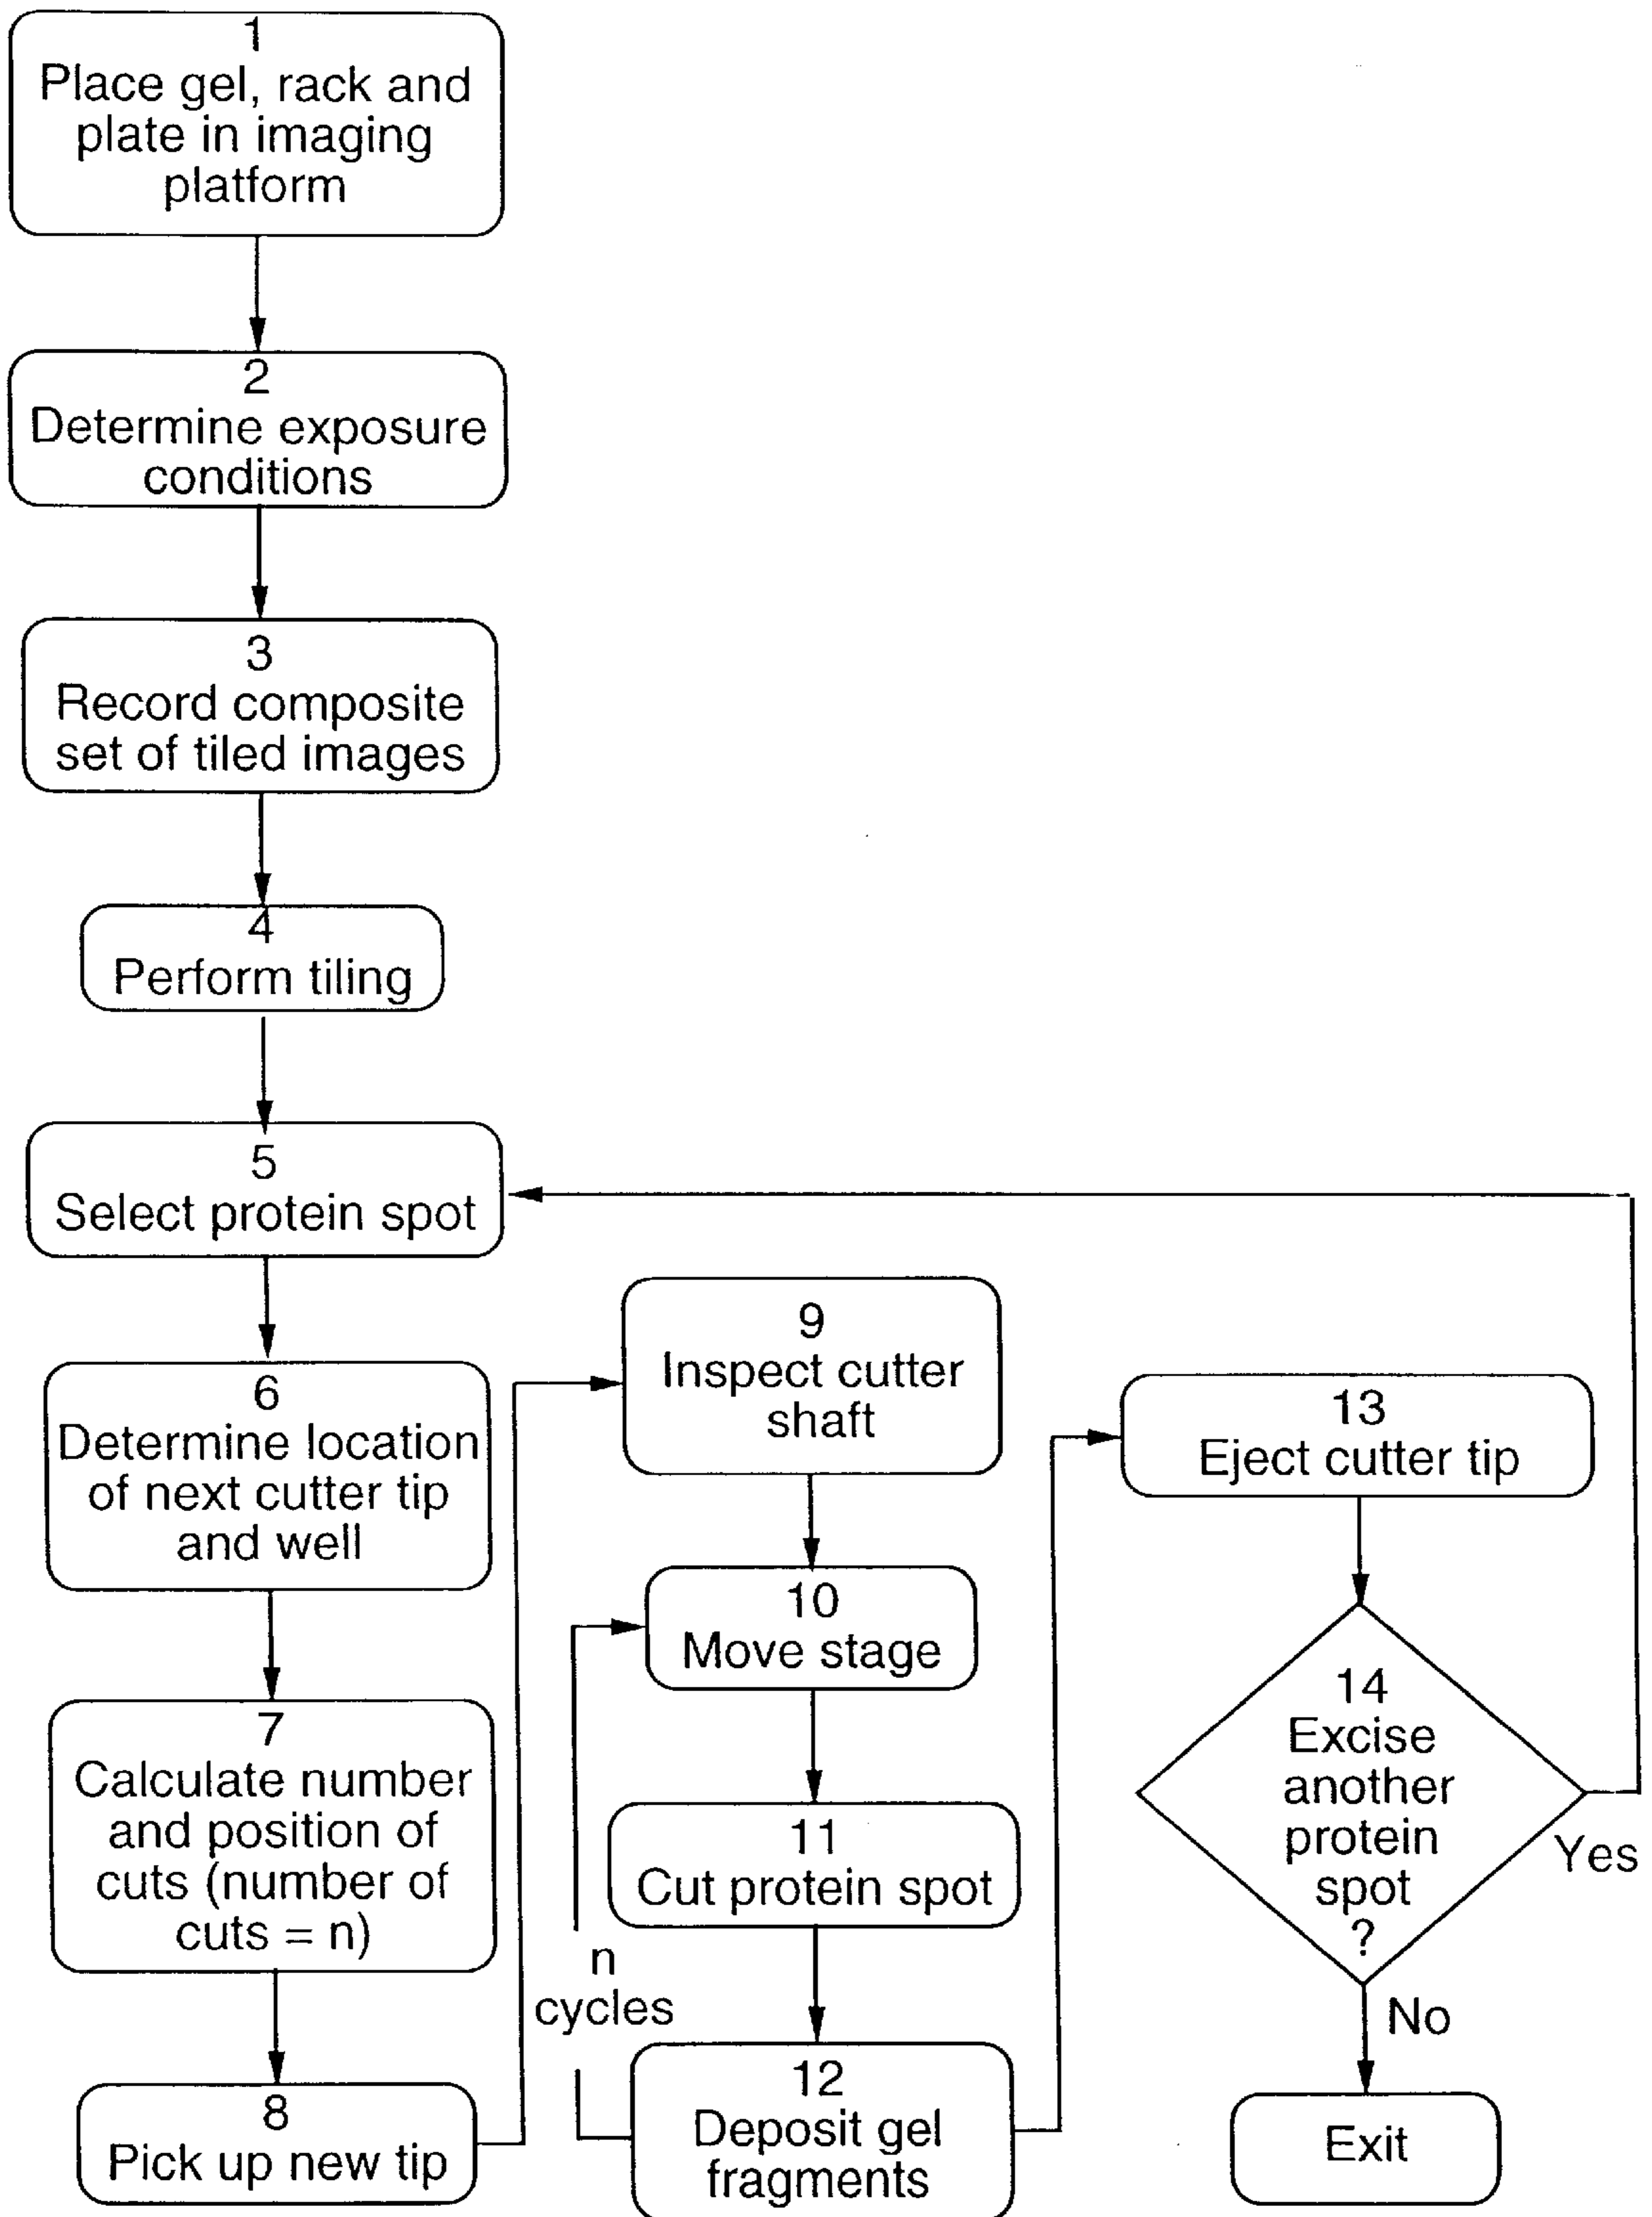 1
Place gel, rack and
plate in imaging
platform
2
Determine exposure
conditions
3
Record composite
set of tiled images
4
Perform tiling
5
Select protein spot
6
Determine location
of next cutter tip
and well
7
Calculate number
and position of
cuts (number of
cuts = n)
8
Pick up new tip
9
Inspect cutter
shaft
10
Move stage
11
Cut protein spot
n
cycles
12
Deposit gel
fragments
13
Eject cutter tip
14
Excise
another
protein
spot
?
Yes
No
Exit